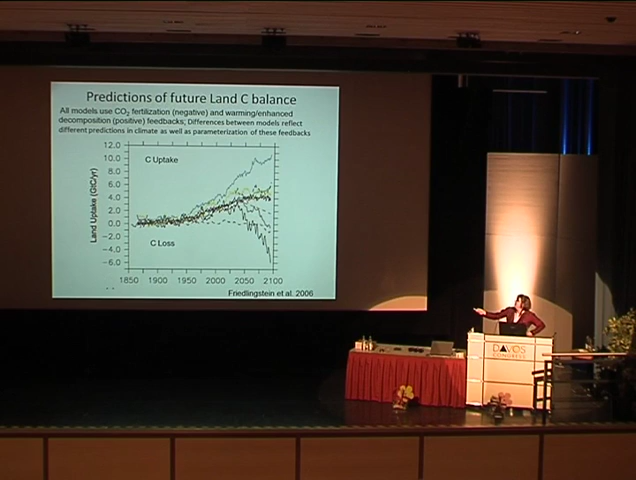 Predictions of future Land C balance
All models use CO₂ fertilization (negative) and warming/enhanced
decomposition (positive) feedbacks; Differences between models reflect
different predictions in climate as well as parameterization of these feedbacks
12.0
10.0
8.0
6.0
4.0
2.0
0.0
−2.0
−4.0
−6.0
Land Uptake (GtC/yr)
C Uptake
C Loss
1850 1900 1950 2000 2050 2100
Friedlingstein et al. 2006
DAVOS
CONGRESS